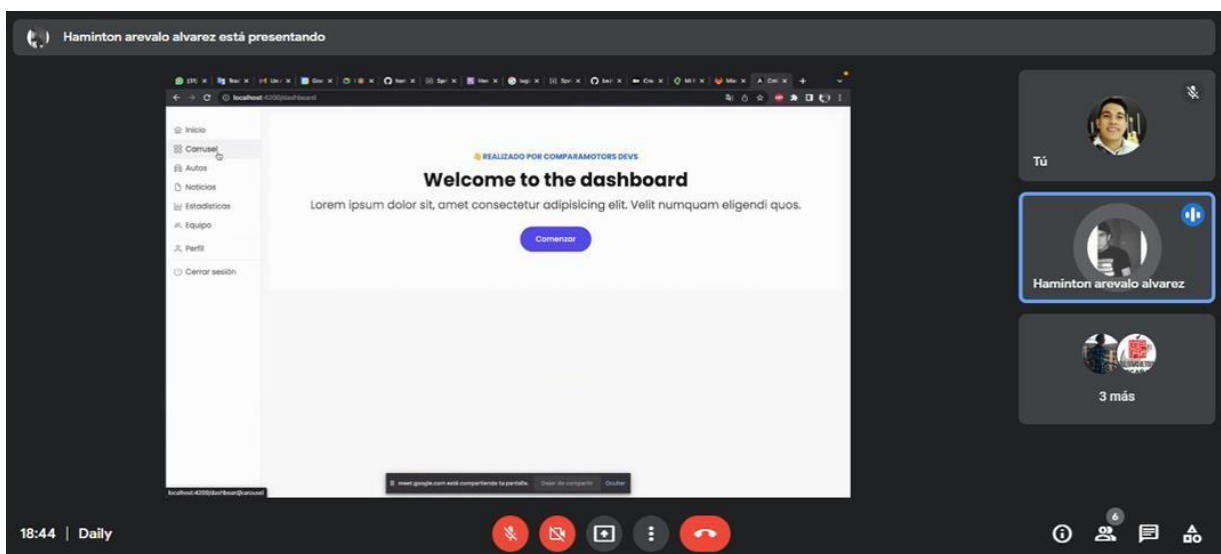 Haminton arevalo alvarez está presentando
localhost:4200/dashboard
Inicio
Carrusel
Autos
Noticias
Estadísticas
Equipo
Perfil
Cerrar sesión
👋 REALIZADO POR COMPARAMOTORS DEVS
Welcome to the dashboard
Lorem ipsum dolor sit, amet consectetur adipisicing elit. Velit numquam eligendi quos.
Comenzar
meet.google.com está compartiendo tu pantalla.
Dejar de compartir
Ocultar
localhost:4200/dashboard/carousel
Tú
Haminton arevalo alvarez
3 más
18:44 | Daily
6